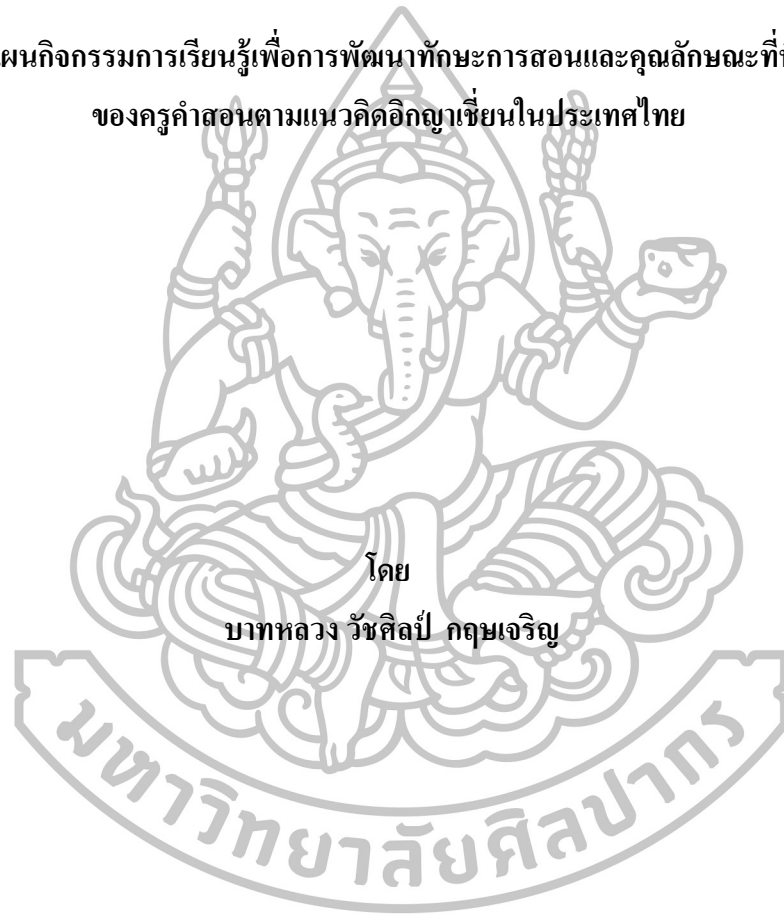 ผนกิจกรรมการเรียนรู้เพื่อการพัฒนาทักษะการสอนและคุณลักษณะที่
ของครูคำสอนตามแนวคิดอิกญาเชี่ยนในประเทศไทย
โดย
บาทหลวง วัชศิลป์ กฤษเจริญ
มหาวิทยาลัยศิลปากร